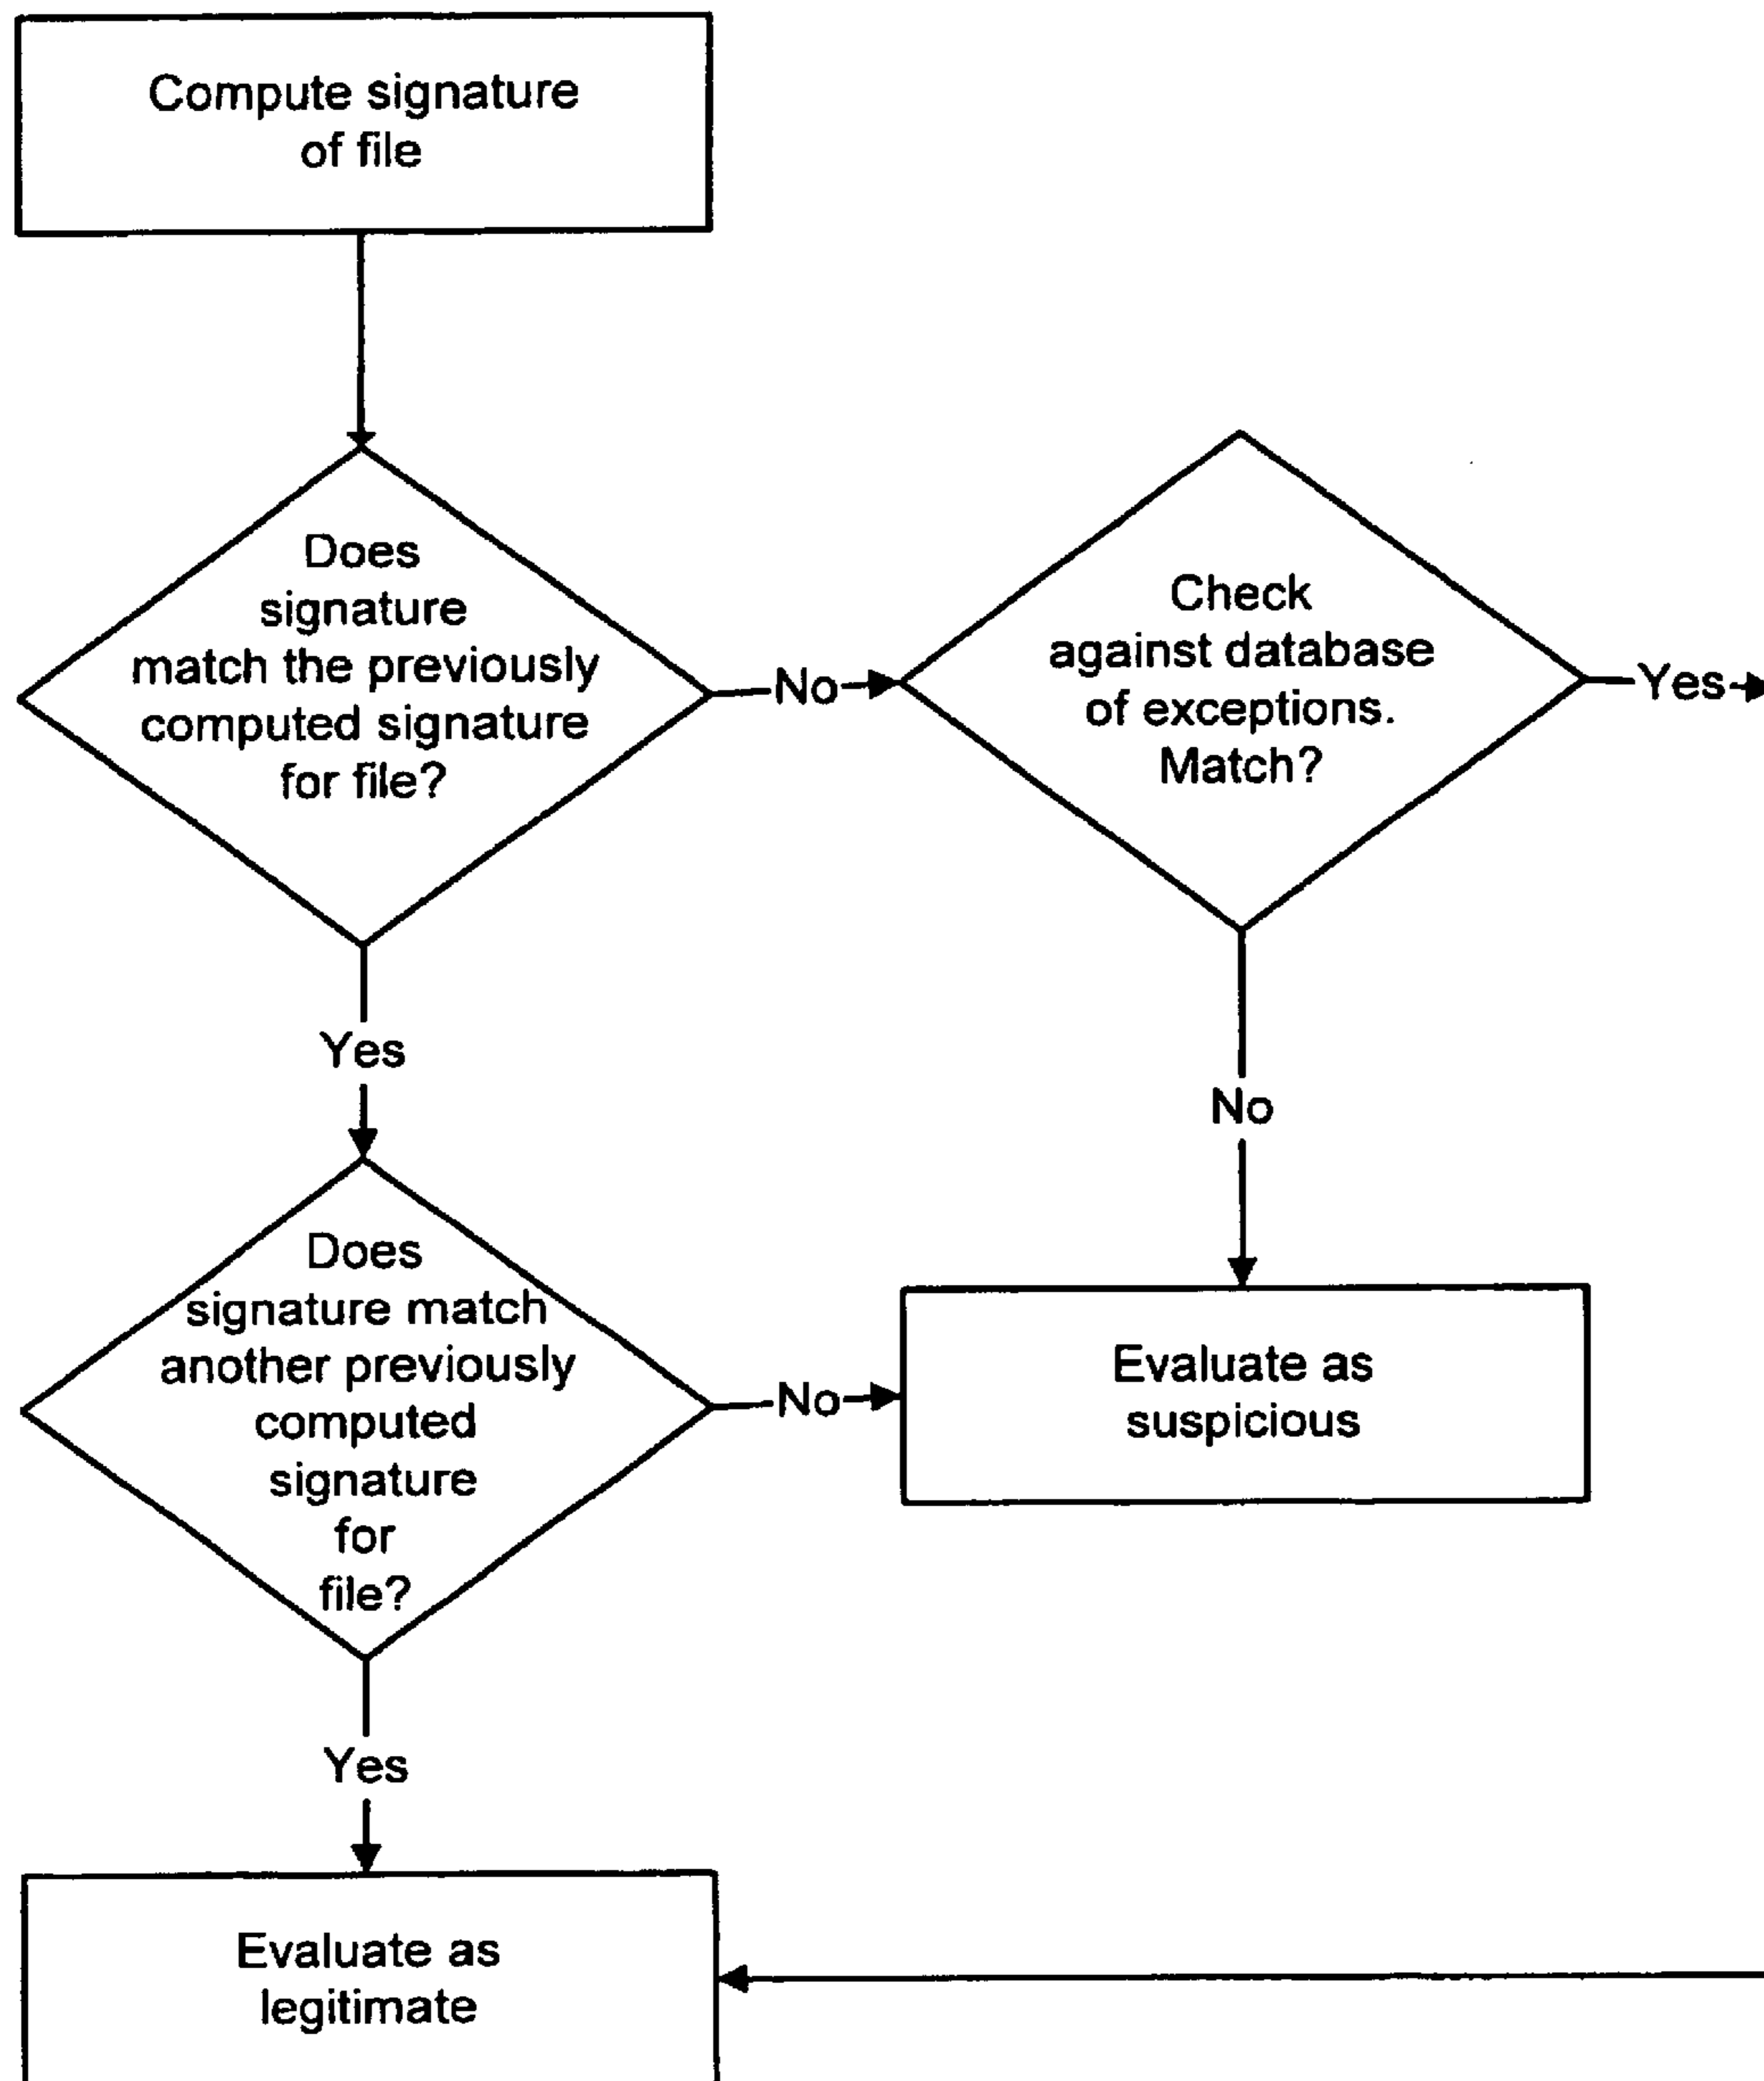 Compute signature
of file
Does
signature
match the previously
computed signature
for file?
No
Check
against database
of exceptions.
Match?
Yes
Yes
No
Does
signature match
another previously
computed
signature
for
file?
No
Evaluate as
suspicious
Yes
Evaluate as
legitimate